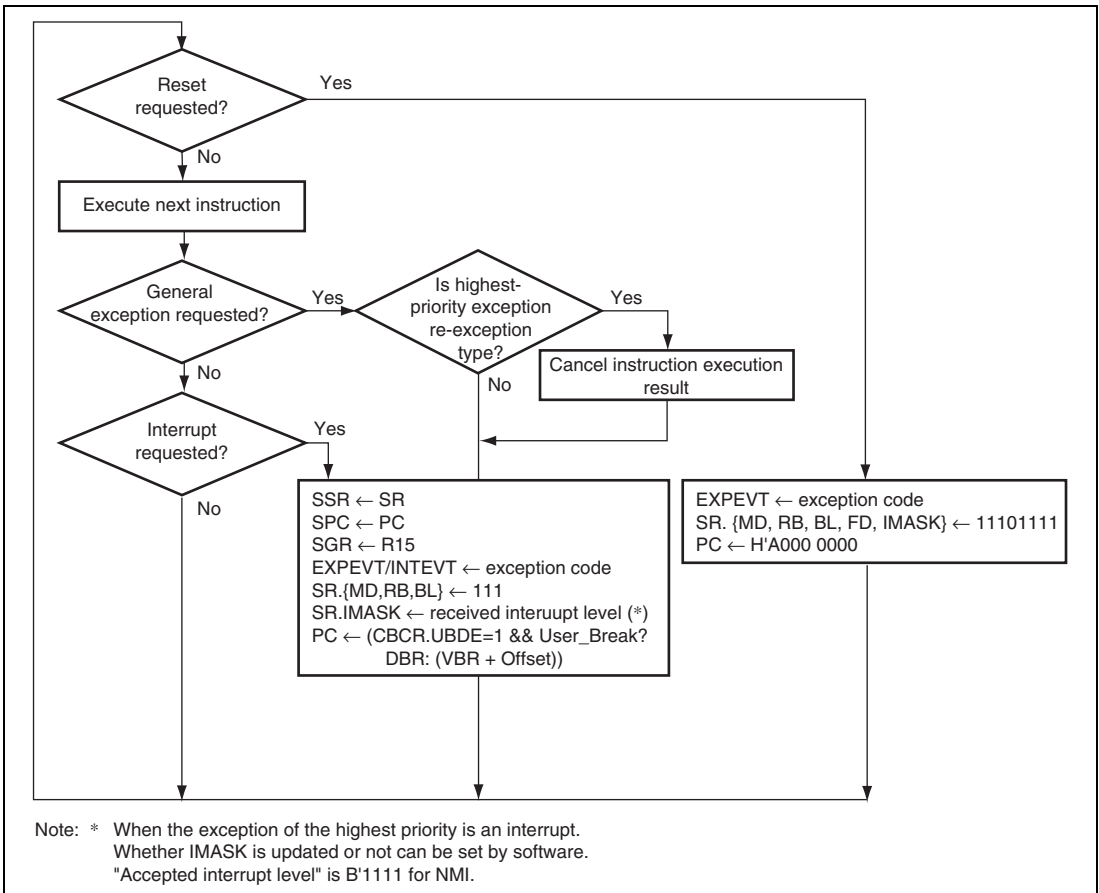 Reset
requested?
Yes
No
Execute next instruction
General
exception requested?
Yes
No
Is highest-
priority exception
re-exception
type?
Yes
No
Cancel instruction execution
result
Interrupt
requested?
Yes
No
SSR ← SR
SPC ← PC
SGR ← R15
EXPEVT/INTEVT ← exception code
SR.{MD,RB,BL} ← 111
SR.IMASK ← received interuupt level (*)
PC ← (CBCR.UBDE=1 && User_Break?
DBR: (VBR + Offset))
EXPEVT ← exception code
SR. {MD, RB, BL, FD, IMASK} ← 11101111
PC ← H'A000 0000
Note: * When the exception of the highest priority is an interrupt.
Whether IMASK is updated or not can be set by software.
"Accepted interrupt level" is B'1111 for NMI.